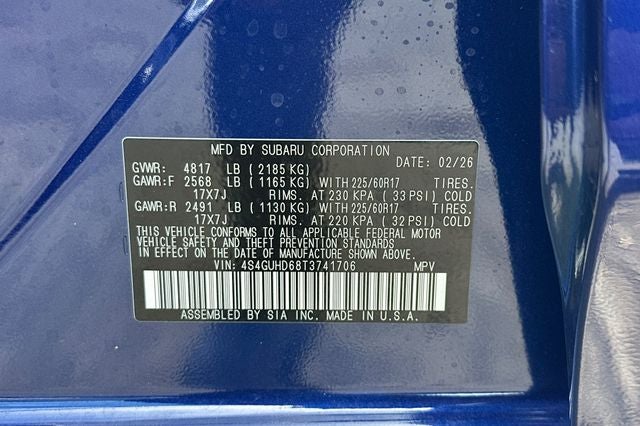 MFD BY SUBARU CORPORATION
DATE: 02/26
GVWR: 4817 LB ( 2185 KG)
GAWR:F 2568 LB ( 1165 KG) WITH 225/60R17 TIRES.
17X7J RIMS. AT 230 KPA ( 33 PSI) COLD
GAWR:R 2491 LB ( 1130 KG) WITH 225/60R17 TIRES.
17X7J RIMS. AT 220 KPA ( 32 PSI) COLD
THIS VEHICLE CONFORMS TO ALL APPLICABLE FEDERAL MOTOR
VEHICLE SAFETY AND THEFT PREVENTION STANDARDS
IN EFFECT ON THE DATE OF MANUFACTURE SHOWN ABOVE.
VIN: 4S4GUHD68T3741706 MPV
ASSEMBLED BY SIA INC. MADE IN U.S.A.